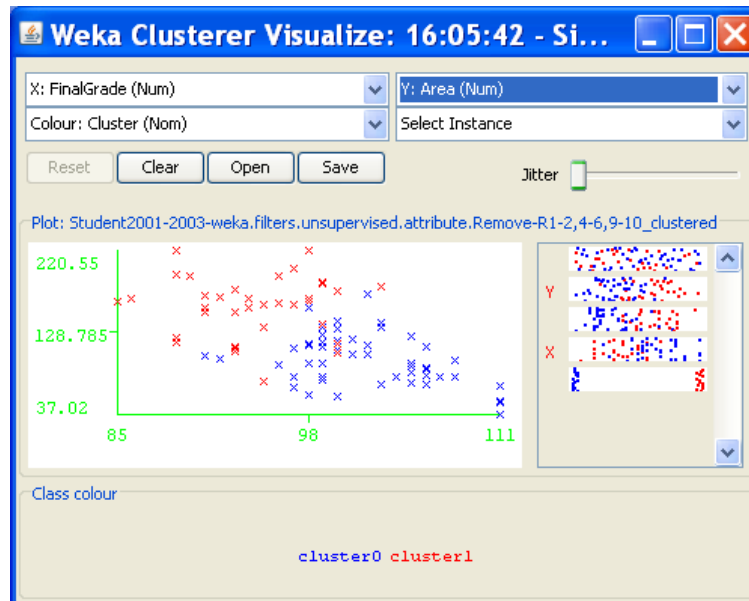 Weka Clusterer Visualize: 16:05:42 - Si...
X: FinalGrade (Num) Y: Area (Num)
Colour: Cluster (Nom) Select Instance
Reset Clear Open Save Jitter
Plot: Student2001-2003-weka.filters.unsupervised.attribute.Remove-R1-2,4-6,9-10_clustered
220.55
128.785
37.02
85 98 111
Y
X
Class colour
cluster0 cluster1